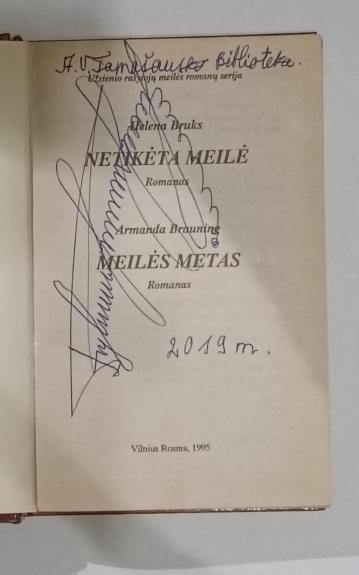 A.V. Tamašausko Biblioteka.
Užsienio rašytojų meilės romanų serija
Helena Bruks
NETIKĖTA MEILĖ
Romanas
Armanda Brauning
MEILĖS METAS
Romanas
2019 m.
Vilnius Rosma, 1995